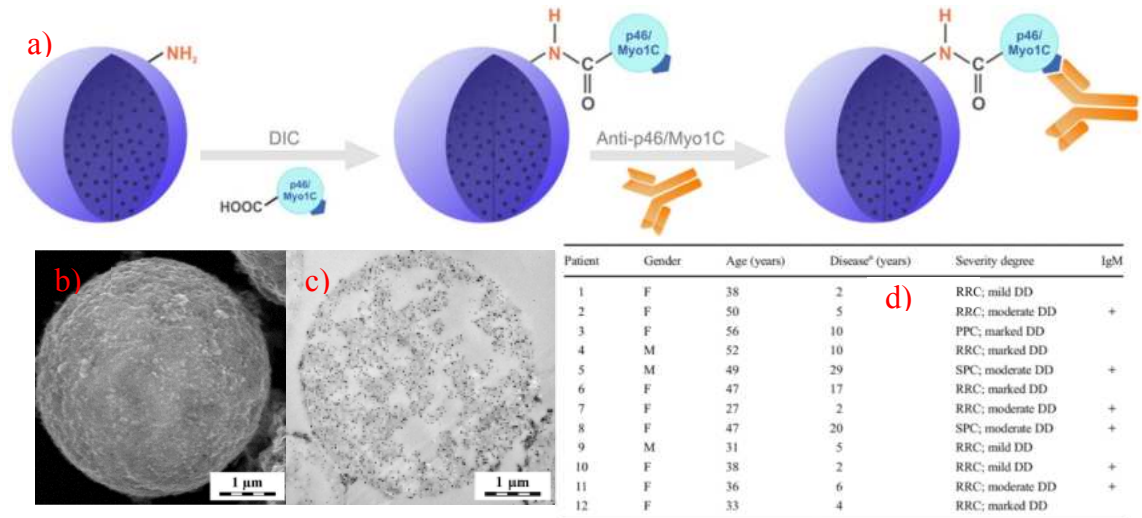 a)
NH₂
DIC
HOOC
p46/
Myo1C
H
N
C
O
p46/
Myo1C
Anti-p46/Myo1C
H
N
C
O
p46/
Myo1C
b)
1 µm
c)
1 µm
d)
Patient Gender Age (years) Diseaseª (years) Severity degree IgM
1 F 38 2 RRC; mild DD
2 F 50 5 RRC; moderate DD +
3 F 56 10 PPC; marked DD
4 M 52 10 RRC; marked DD
5 M 49 29 SPC; moderate DD +
6 F 47 17 RRC; marked DD
7 F 27 2 RRC; moderate DD +
8 F 47 20 SPC; moderate DD +
9 M 31 5 RRC; mild DD
10 F 38 2 RRC; mild DD +
11 F 36 6 RRC; moderate DD +
12 F 33 4 RRC; marked DD